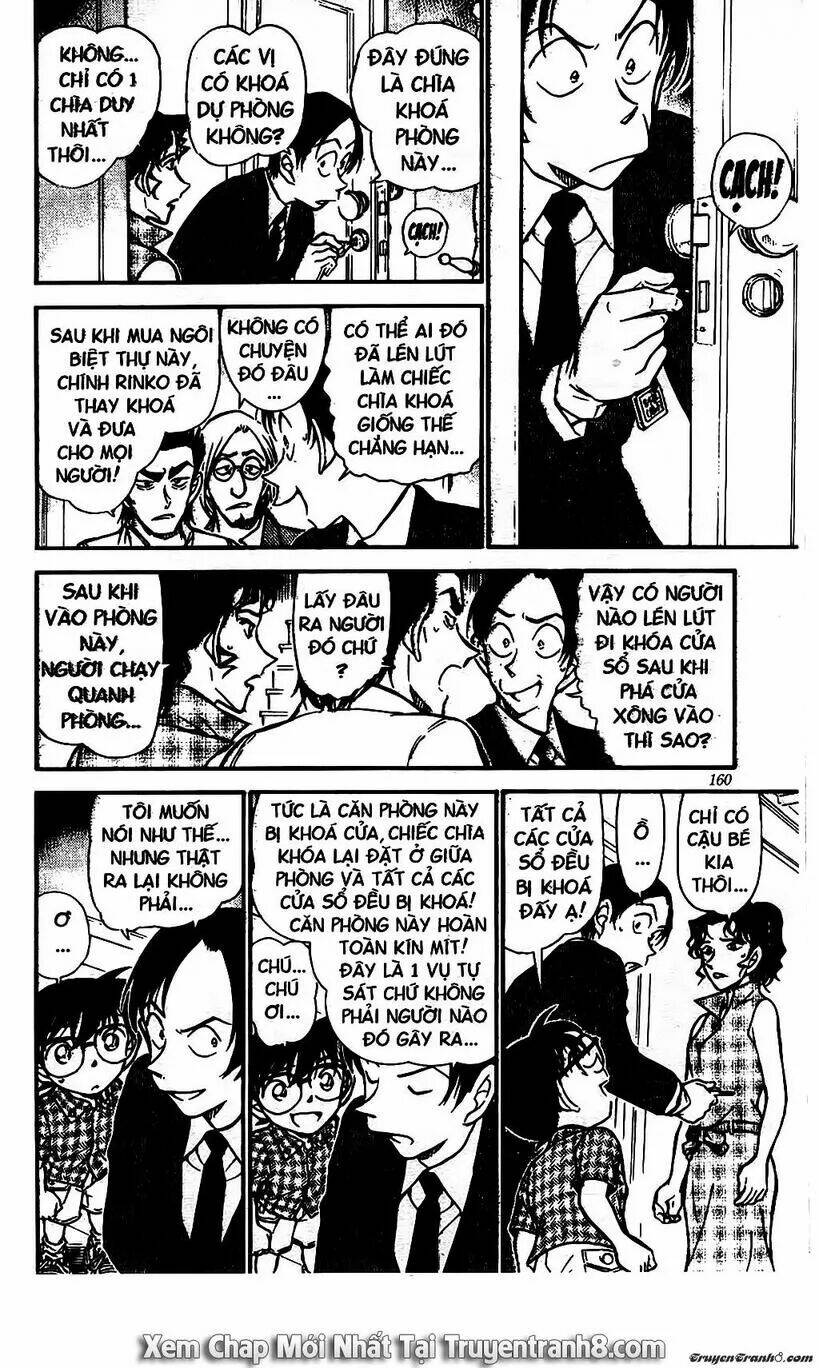 CẠCH!
ĐÂY ĐÚNG
LÀ CHÌA
KHOÁ
PHÒNG
NÀY...
CÁC VỊ
CÓ KHOÁ
DỰ PHÒNG
KHÔNG?
CẠCH!
KHÔNG...
CHỈ CÓ 1
CHÌA DUY
NHẤT
THÔI...
CÓ THỂ AI ĐÓ
ĐÃ LÉN LÚT
LÀM CHIẾC
CHÌA KHOÁ
GIỐNG THẾ
CHẲNG HẠN...
KHÔNG CÓ
CHUYỆN
ĐÓ ĐÂU
...
SAU KHI MUA NGÔI
BIỆT THỰ NÀY,
CHÍNH RINKO ĐÃ
THAY KHOÁ
VÀ ĐƯA
CHO MỌI
NGƯỜI!
VẬY CÓ NGƯỜI
NÀO LÉN LÚT
ĐI KHÓA CỬA
SỔ SAU KHI
PHÁ CỬA
XÔNG VÀO
THÌ SAO?
LẤY ĐÂU
RA NGƯỜI
ĐÓ CHỨ
?
SAU KHI
VÀO PHÒNG
NÀY,
NGƯỜI CHẠY
QUANH
PHÒNG...
160
CHỈ CÓ
CẬU BÉ
KIA
THÔI...
Ồ
...
TẤT CẢ
CÁC CỬA
SỔ ĐỀU
BỊ KHOÁ
ĐẤY Ạ!
TỨC LÀ CĂN PHÒNG NÀY
BỊ KHOÁ CỬA, CHIẾC CHÌA
KHÓA LẠI ĐẶT Ở GIỮA
PHÒNG VÀ TẤT CẢ CÁC
CỬA SỔ ĐỀU BỊ KHOÁ!
CĂN PHÒNG NÀY HOÀN
TOÀN KÍN MÍT!
ĐÂY LÀ 1 VỤ TỰ
SÁT CHỨ KHÔNG
PHẢI NGƯỜI NÀO
ĐÓ GÂY RA...
CHÚ...
CHÚ
ƠI...
TÔI MUỐN
NÓI NHƯ THẾ...
NHƯNG THẬT
RA LẠI KHÔNG
PHẢI...
Ơ
...
Xem Chap Mới Nhất Tại Truyentranh8.com
TruyenTranh8.com